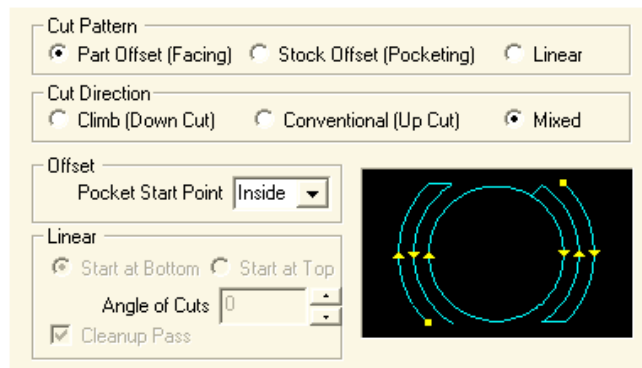 Cut Pattern
Part Offset (Facing) Stock Offset (Pocketing) Linear
Cut Direction
Climb (Down Cut) Conventional (Up Cut) Mixed
Offset
Pocket Start Point Inside
Linear
Start at Bottom Start at Top
Angle of Cuts 0
Cleanup Pass